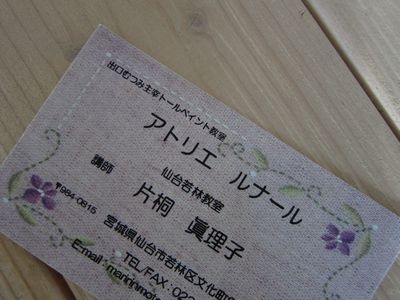 出口むつみ主宰トールペイント教室
アトリエ ルナール
仙台若林教室
講師 片桐 眞理子
〒984-0815
宮城県仙台市若林区文化町
TEL/FAX:022
E-mail: